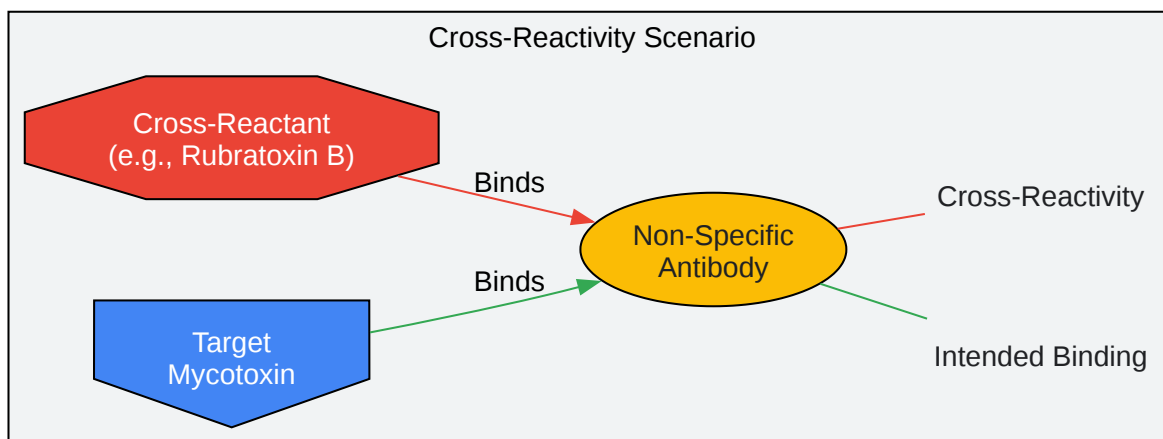 Cross-Reactivity Scenario
Cross-Reactant
(e.g., Rubratoxin B)
Binds
Cross-Reactivity
Non-Specific
Antibody
Binds
Target
Mycotoxin
Intended Binding